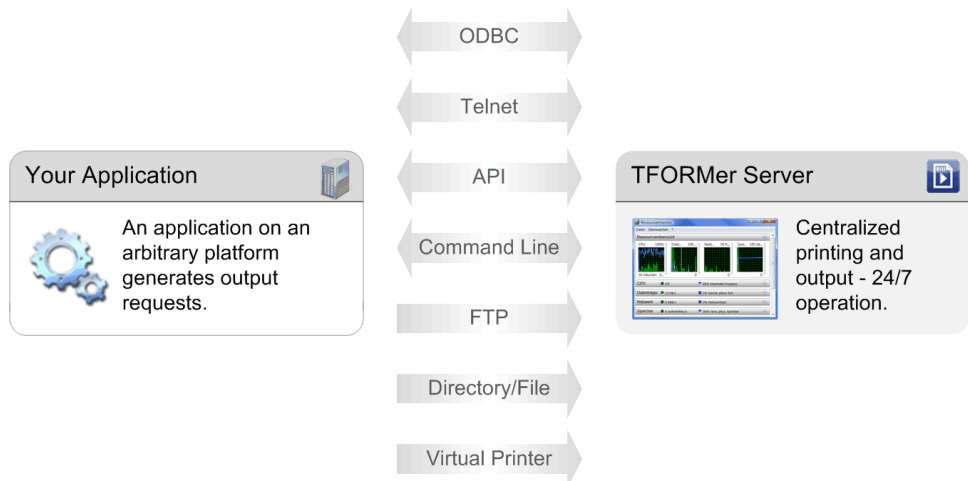 ODBC
Telnet
API
Command Line
FTP
Directory/File
Virtual Printer
Your Application
An application on an
arbitrary platform
generates output
requests.
TFORMer Server
Centralized
printing and
output - 24/7
operation.